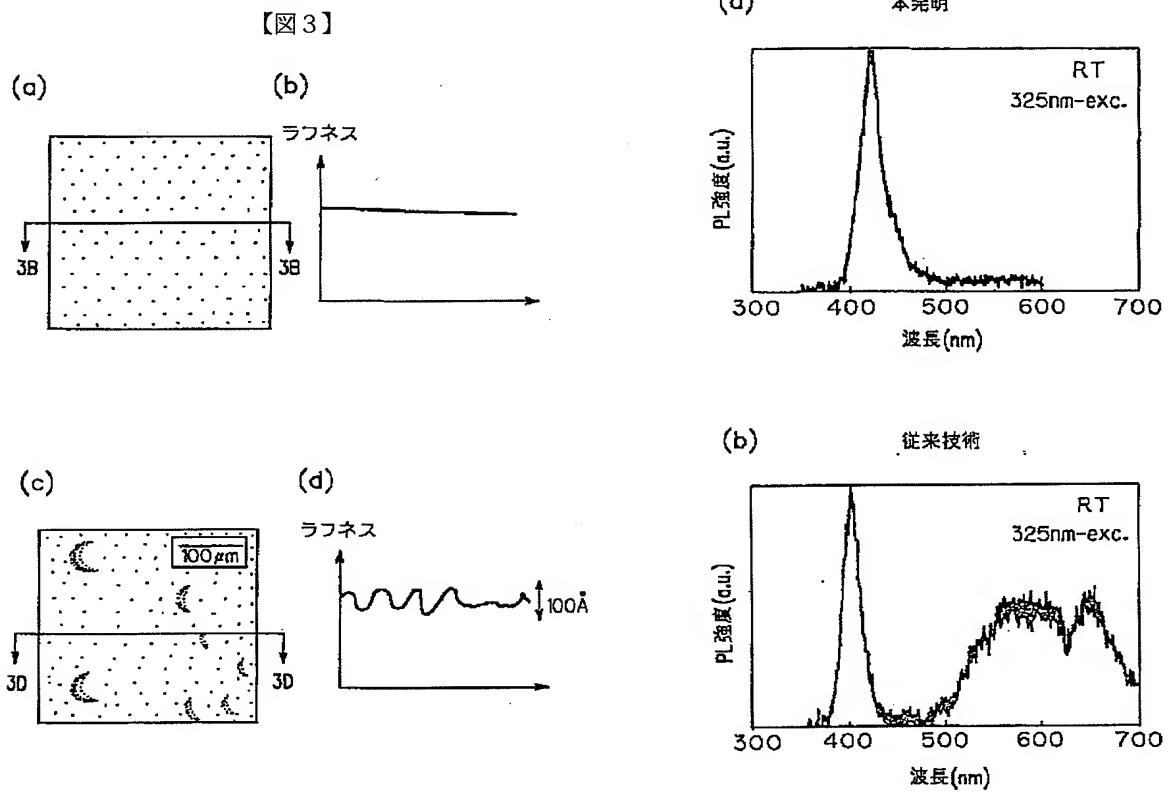 【図3】
(a)
(b)
ラフネス
3B
3B
(c)
(d)
ラフネス
100μm
100Å
3D
3D
本発明
RT
325nm-exc.
PL強度(a.u.)
300 400 500 600 700
波長(nm)
(b)
従来技術
RT
325nm-exc.
PL強度(a.u.)
300 400 500 600 700
波長(nm)